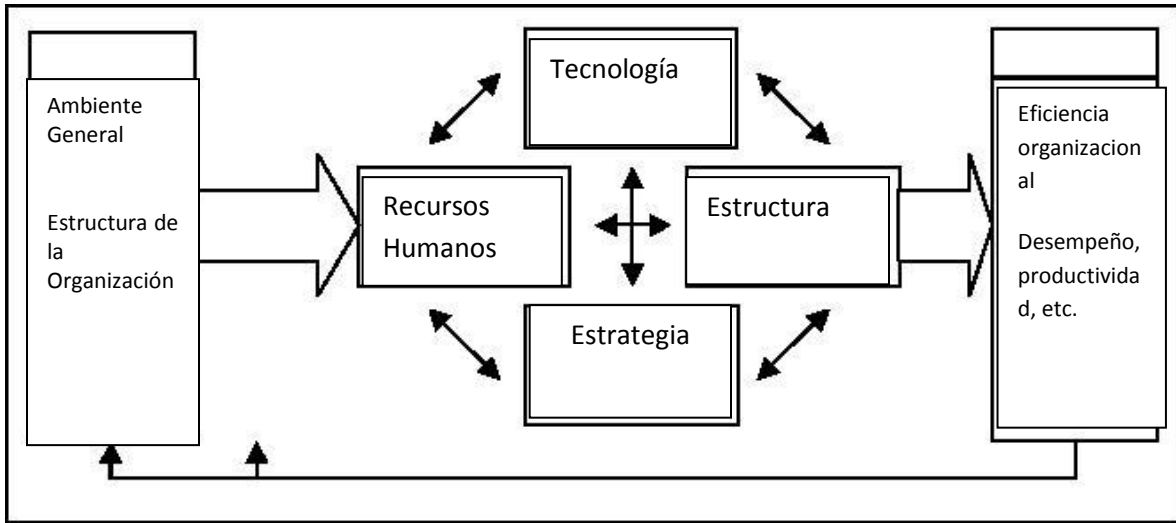 Ambiente
General
Estructura de
la
Organización
Tecnología
Recursos
Humanos
Estructura
Estrategia
Eficiencia
organizacion
al
Desempeño,
productivida
d, etc.